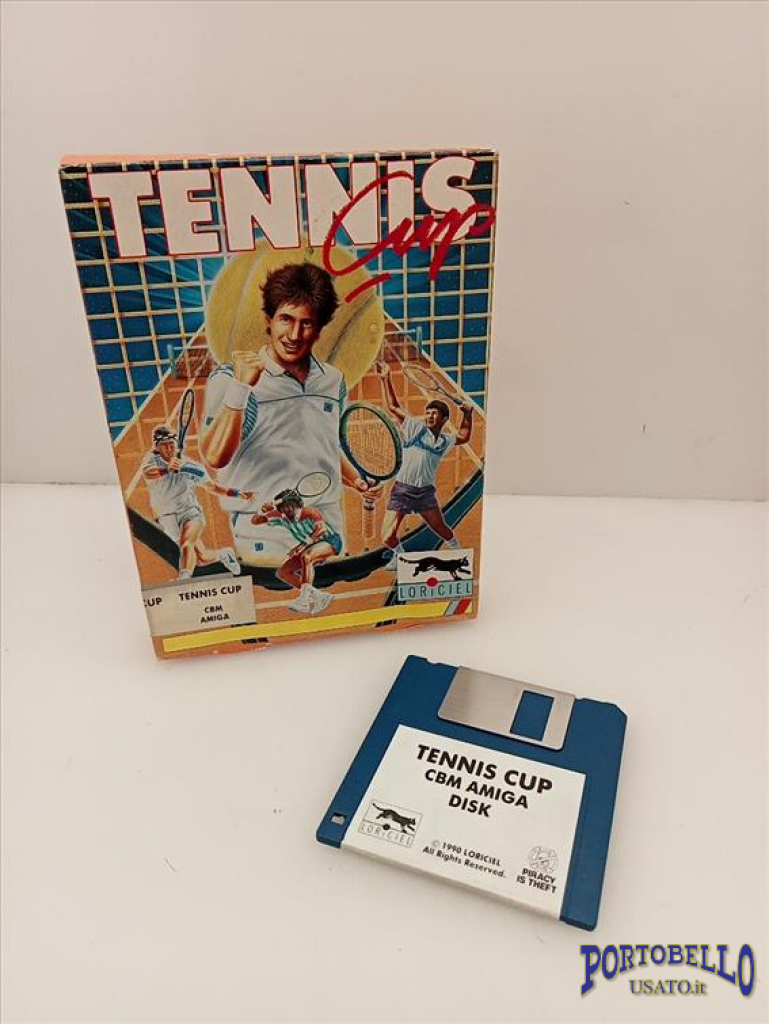 TENNIS
Cup
CUP TENNIS CUP
CBM
AMIGA
LORICIEL
TENNIS CUP
CBM AMIGA
DISK
LORICIEL
© 1990 LORICIEL
All Rights Reserved.
PIRACY
IS THEFT
PORTOBELLO
USATO.it